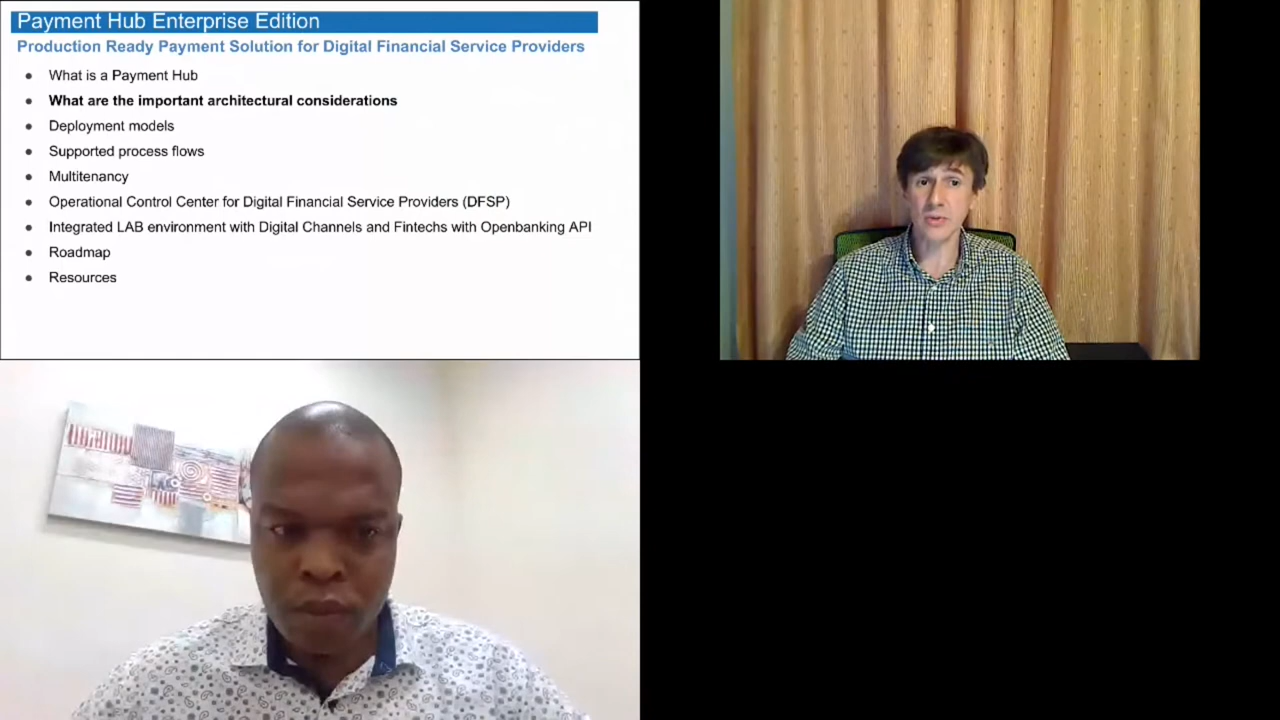 Payment Hub Enterprise Edition
Production Ready Payment Solution for Digital Financial Service Providers
● What is a Payment Hub
● What are the important architectural considerations
● Deployment models
● Supported process flows
● Multitenancy
● Operational Control Center for Digital Financial Service Providers (DFSP)
● Integrated LAB environment with Digital Channels and Fintechs with Openbanking API
● Roadmap
● Resources